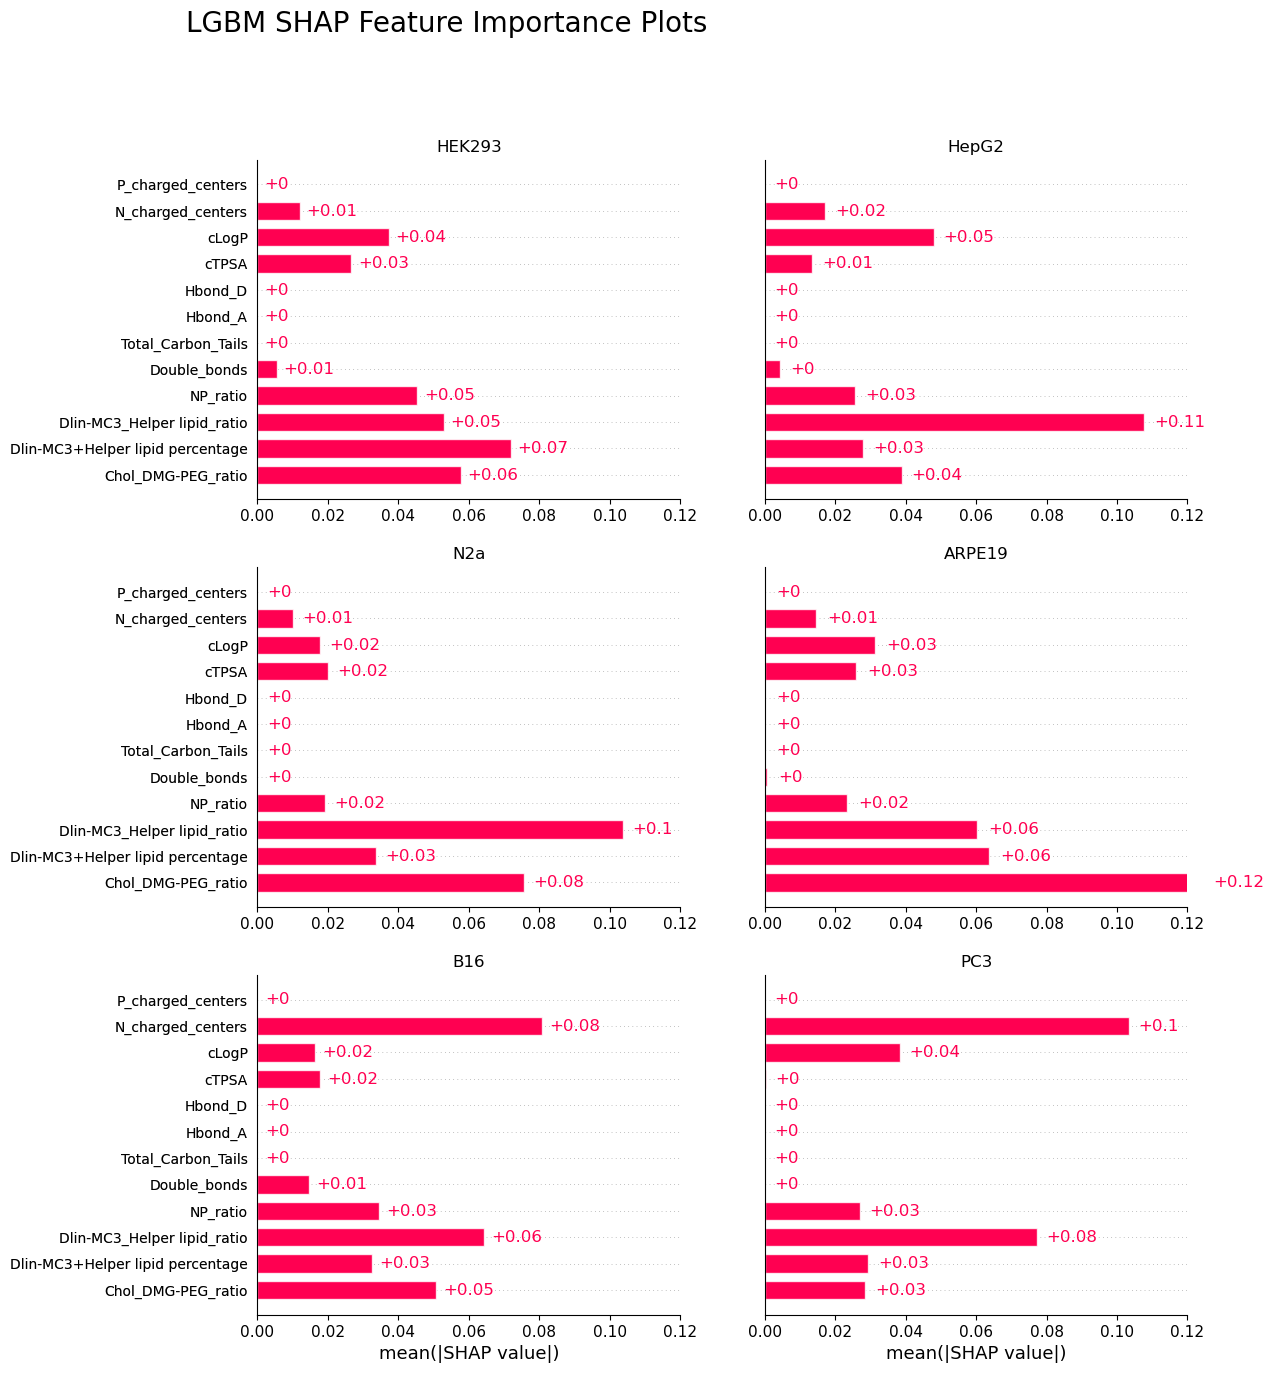 LGBM SHAP Feature Importance Plots
HEK293
P_charged_centers +0
N_charged_centers +0.01
cLogP +0.04
cTPSA +0.03
Hbond_D +0
Hbond_A +0
Total_Carbon_Tails +0
Double_bonds +0.01
NP_ratio +0.05
Dlin-MC3_Helper lipid_ratio +0.05
Dlin-MC3+Helper lipid percentage +0.07
Chol_DMG-PEG_ratio +0.06
0.00 0.02 0.04 0.06 0.08 0.10 0.12
HepG2
+0
+0.02
+0.05
+0.01
+0
+0
+0
+0
+0.03
+0.11
+0.03
+0.04
0.00 0.02 0.04 0.06 0.08 0.10 0.12
N2a
P_charged_centers +0
N_charged_centers +0.01
cLogP +0.02
cTPSA +0.02
Hbond_D +0
Hbond_A +0
Total_Carbon_Tails +0
Double_bonds +0
NP_ratio +0.02
Dlin-MC3_Helper lipid_ratio +0.1
Dlin-MC3+Helper lipid percentage +0.03
Chol_DMG-PEG_ratio +0.08
0.00 0.02 0.04 0.06 0.08 0.10 0.12
ARPE19
+0
+0.01
+0.03
+0.03
+0
+0
+0
+0
+0.02
+0.06
+0.06
+0.12
0.00 0.02 0.04 0.06 0.08 0.10 0.12
B16
P_charged_centers +0
N_charged_centers +0.08
cLogP +0.02
cTPSA +0.02
Hbond_D +0
Hbond_A +0
Total_Carbon_Tails +0
Double_bonds +0.01
NP_ratio +0.03
Dlin-MC3_Helper lipid_ratio +0.06
Dlin-MC3+Helper lipid percentage +0.03
Chol_DMG-PEG_ratio +0.05
0.00 0.02 0.04 0.06 0.08 0.10 0.12
mean(|SHAP value|)
PC3
+0
+0.1
+0.04
+0
+0
+0
+0
+0
+0.03
+0.08
+0.03
+0.03
0.00 0.02 0.04 0.06 0.08 0.10 0.12
mean(|SHAP value|)